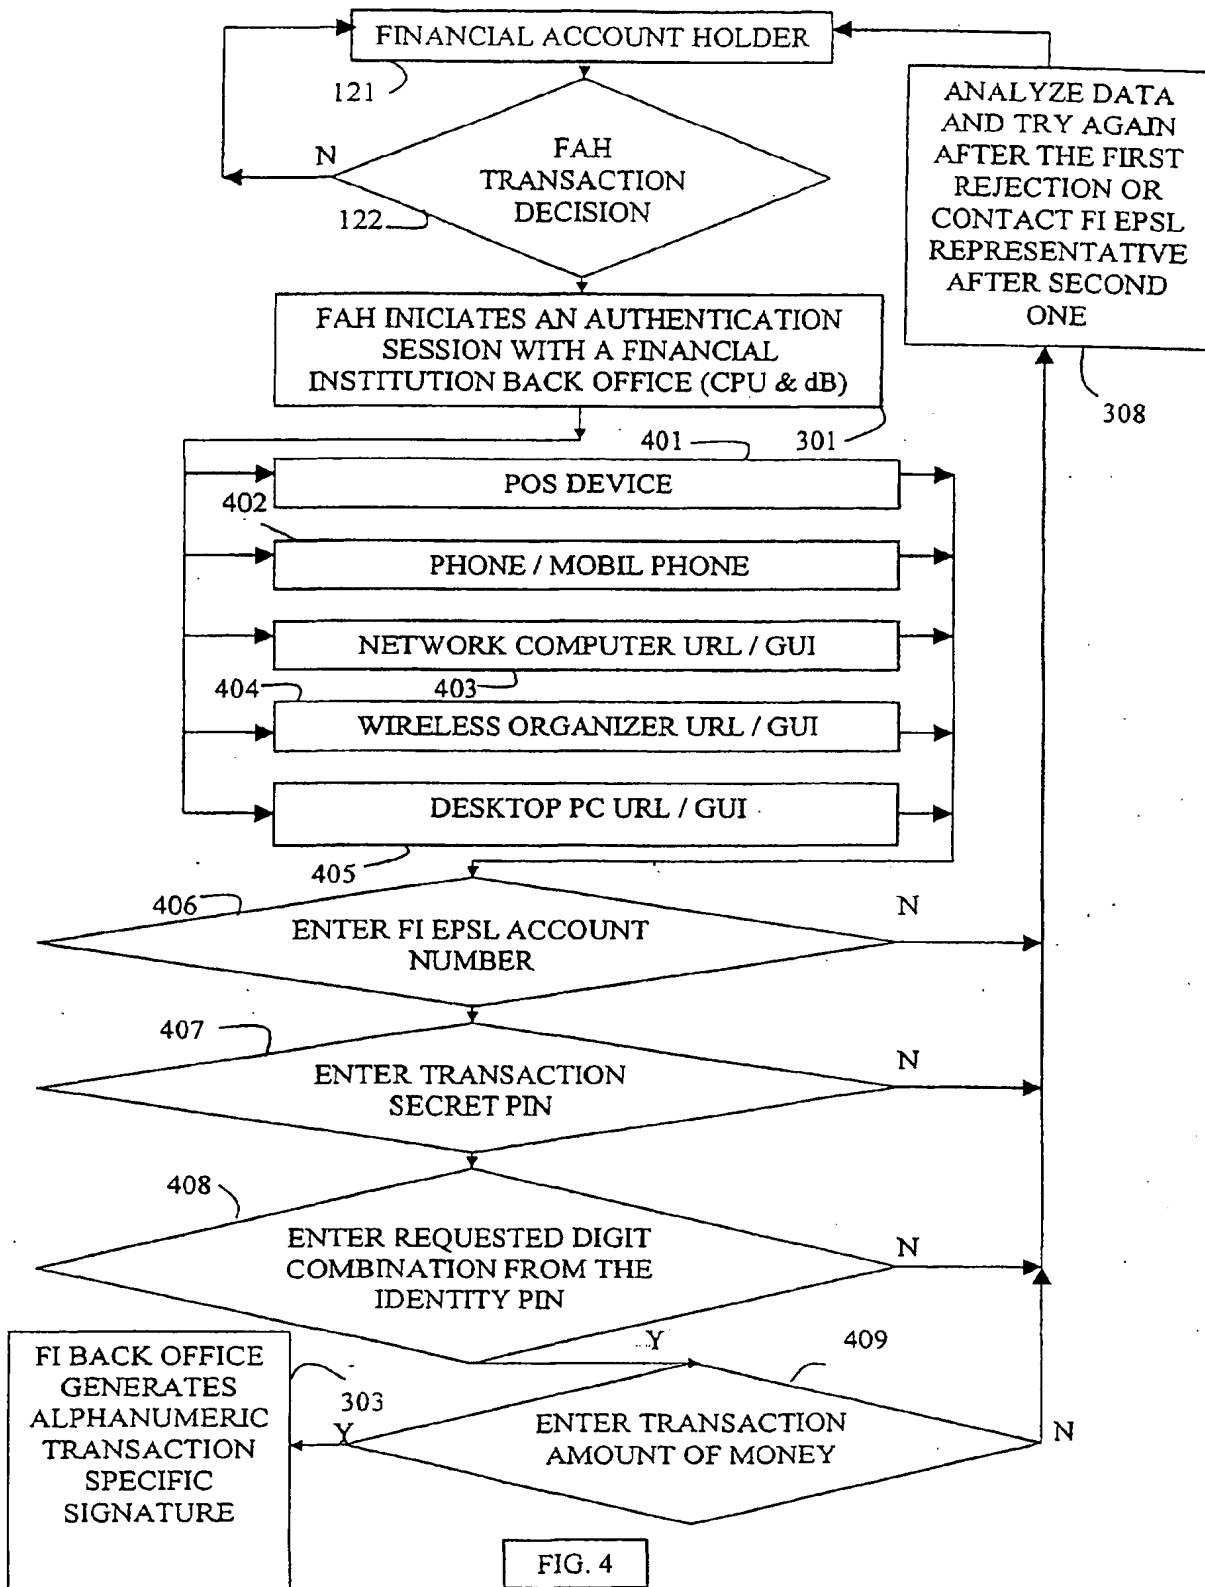 FINANCIAL ACCOUNT HOLDER
121
N
FAH
TRANSACTION
DECISION
122
ANALYZE DATA
AND TRY AGAIN
AFTER THE FIRST
REJECTION OR
CONTACT FI EPSL
REPRESENTATIVE
AFTER SECOND
ONE
308
FAH INICIATES AN AUTHENTICATION
SESSION WITH A FINANCIAL
INSTITUTION BACK OFFICE (CPU & dB)
301
401
POS DEVICE
402
PHONE / MOBIL PHONE
NETWORK COMPUTER URL / GUI
403
404
WIRELESS ORGANIZER URL / GUI
DESKTOP PC URL / GUI
405
406
N
ENTER FI EPSL ACCOUNT
NUMBER
407
N
ENTER TRANSACTION
SECRET PIN
408
N
ENTER REQUESTED DIGIT
COMBINATION FROM THE
IDENTITY PIN
Y
409
FI BACK OFFICE
GENERATES
ALPHANUMERIC
TRANSACTION
SPECIFIC
SIGNATURE
303
Y
ENTER TRANSACTION
AMOUNT OF MONEY
N
FIG. 4